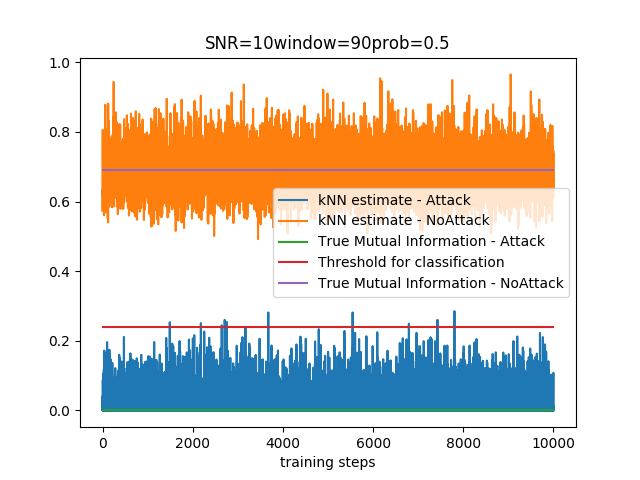 SNR=10window=90prob=0.5
1.0
0.8
0.6
0.4
0.2
0.0
kNN estimate - Attack
kNN estimate - NoAttack
True Mutual Information - Attack
Threshold for classification
True Mutual Information - NoAttack
0 2000 4000 6000 8000 10000
training steps